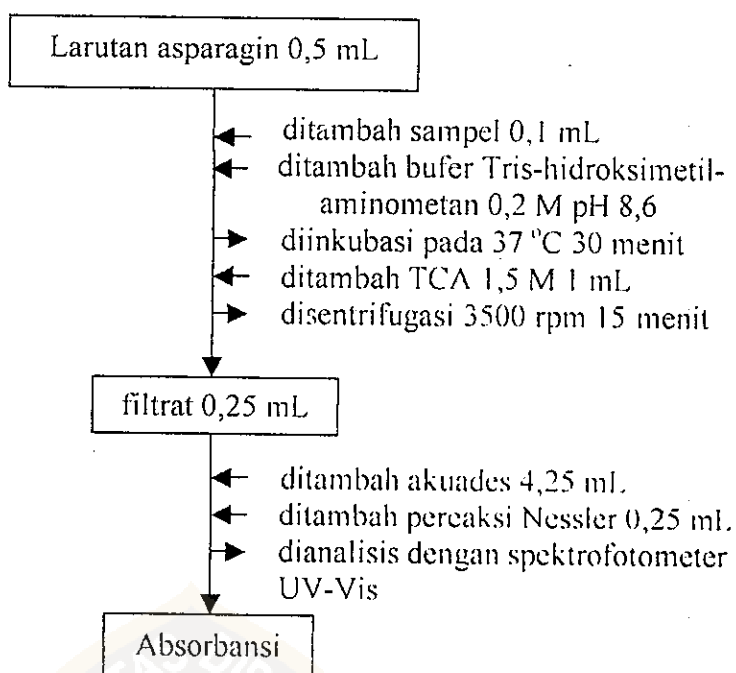 Larutan asparagin 0,5 mL
ditambah sampel 0,1 mL
ditambah bufer Tris-hidroksimetil-
aminometan 0,2 M pH 8,6
diinkubasi pada 37 °C 30 menit
ditambah TCA 1,5 M 1 mL
disentrifugasi 3500 rpm 15 menit
filtrat 0,25 mL
ditambah akuades 4,25 mL
ditambah pereaksi Nessler 0,25 mL
dianalisis dengan spektrofotometer
UV-Vis
Absorbansi